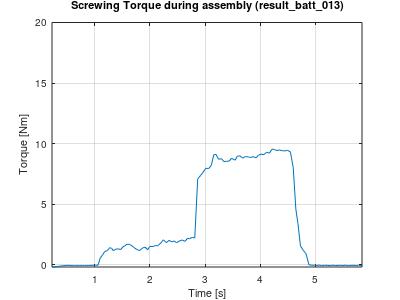 Screwing Torque during assembly (result_batt_013)
20
15
10
5
0
Torque [Nm]
1 2 3 4 5
Time [s]